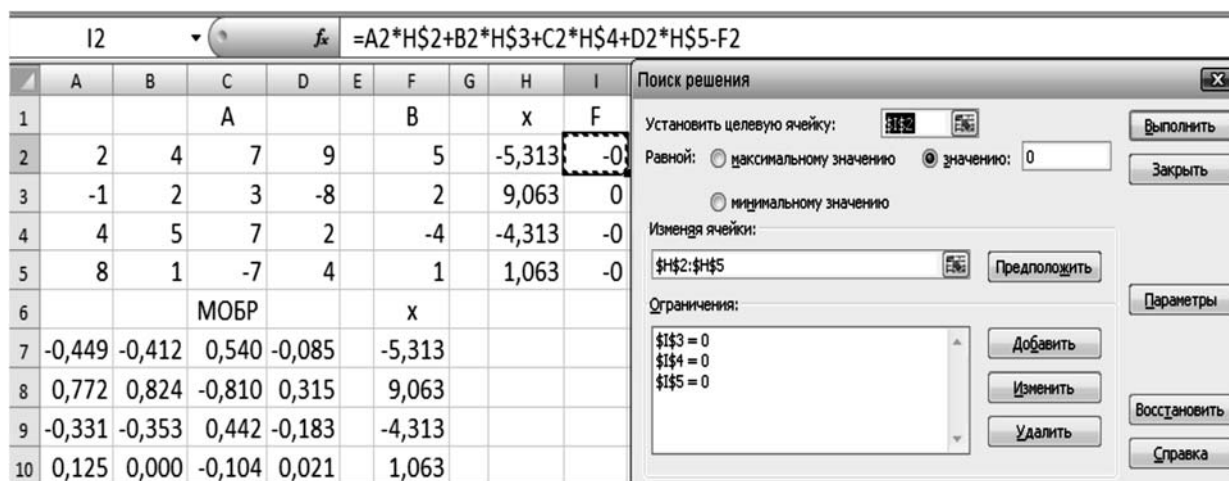 I2 fx =A2*H$2+B2*H$3+C2*H$4+D2*H$5-F2
A B C D E F G H I
1 A B x F
2 2 4 7 9 5 -5,313 -0
3 -1 2 3 -8 2 9,063 0
4 4 5 7 2 -4 -4,313 -0
5 8 1 -7 4 1 1,063 -0
6 МОБР x
7 -0,449 -0,412 0,540 -0,085 -5,313
8 0,772 0,824 -0,810 0,315 9,063
9 -0,331 -0,353 0,442 -0,183 -4,313
10 0,125 0,000 -0,104 0,021 1,063
Поиск решения
Установить целевую ячейку: $I$2
Выполнить
Равной: максимальному значению значению: 0
Закрыть
минимальному значению
Изменяя ячейки:
$H$2:$H$5 Предположить
Параметры
Ограничения:
$I$3 = 0
$I$4 = 0
$I$5 = 0
Добавить
Изменить
Удалить
Восстановить
Справка